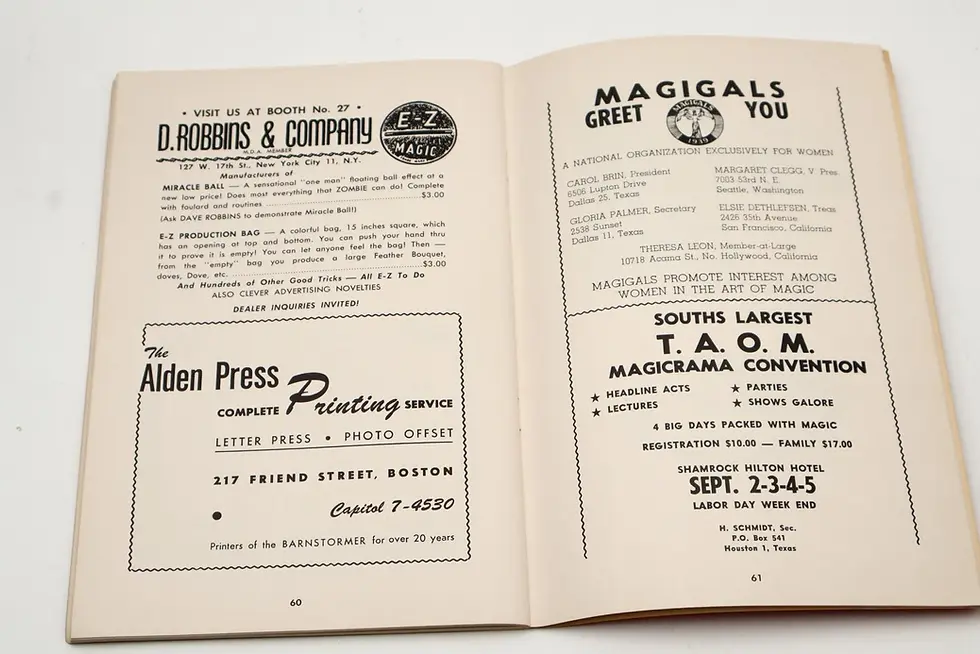 • VISIT US AT BOOTH No. 27 •
D. ROBBINS & COMPANY
M.D.A. MEMBER
E-Z
MAGIC
127 W. 17th St., New York City 11, N.Y.
Manufacturers of
MIRACLE BALL — A sensational "one man" floating ball effect at a
new low price! Does most everything that ZOMBIE can do! Complete
with foulard and routines ........ $3.00
(Ask DAVE ROBBINS to demonstrate Miracle Ball!)
E-Z PRODUCTION BAG — A colorful bag, 15 inches square, which
has an opening at top and bottom. You can push your hand thru
it to prove it is empty! You can let anyone feel the bag! Then —
from the "empty" bag you produce a large Feather Bouquet,
doves, Dove, etc. ........ $3.00
And Hundreds of Other Good Tricks — All E-Z To Do
ALSO CLEVER ADVERTISING NOVELTIES
DEALER INQUIRIES INVITED!
The
Alden Press
COMPLETE Printing SERVICE
LETTER PRESS • PHOTO OFFSET
217 FRIEND STREET, BOSTON
• Capitol 7-4530
Printers of the BARNSTORMER for over 20 years
60
MAGIGALS
GREET YOU
MAGIGALS
1939
A NATIONAL ORGANIZATION EXCLUSIVELY FOR WOMEN
CAROL BRIN, President
6506 Lupton Drive
Dallas 25, Texas
MARGARET CLEGG, V. Pres.
7003-53rd N. E.
Seattle, Washington
GLORIA PALMER, Secretary
2538 Sunset
Dallas 11, Texas
ELSIE DETHLEFSEN, Treas.
2426 35th Avenue
San Francisco, California
THERESA LEON, Member-at-Large
10718 Acama St., No. Hollywood, California
MAGIGALS PROMOTE INTEREST AMONG
WOMEN IN THE ART OF MAGIC
SOUTHS LARGEST
T. A. O. M.
MAGICRAMA CONVENTION
★ HEADLINE ACTS ★ PARTIES
★ LECTURES ★ SHOWS GALORE
4 BIG DAYS PACKED WITH MAGIC
REGISTRATION $10.00 — FAMILY $17.00
SHAMROCK HILTON HOTEL
SEPT. 2-3-4-5
LABOR DAY WEEK END
H. SCHMIDT, Sec.
P.O. Box 541
Houston 1, Texas
61